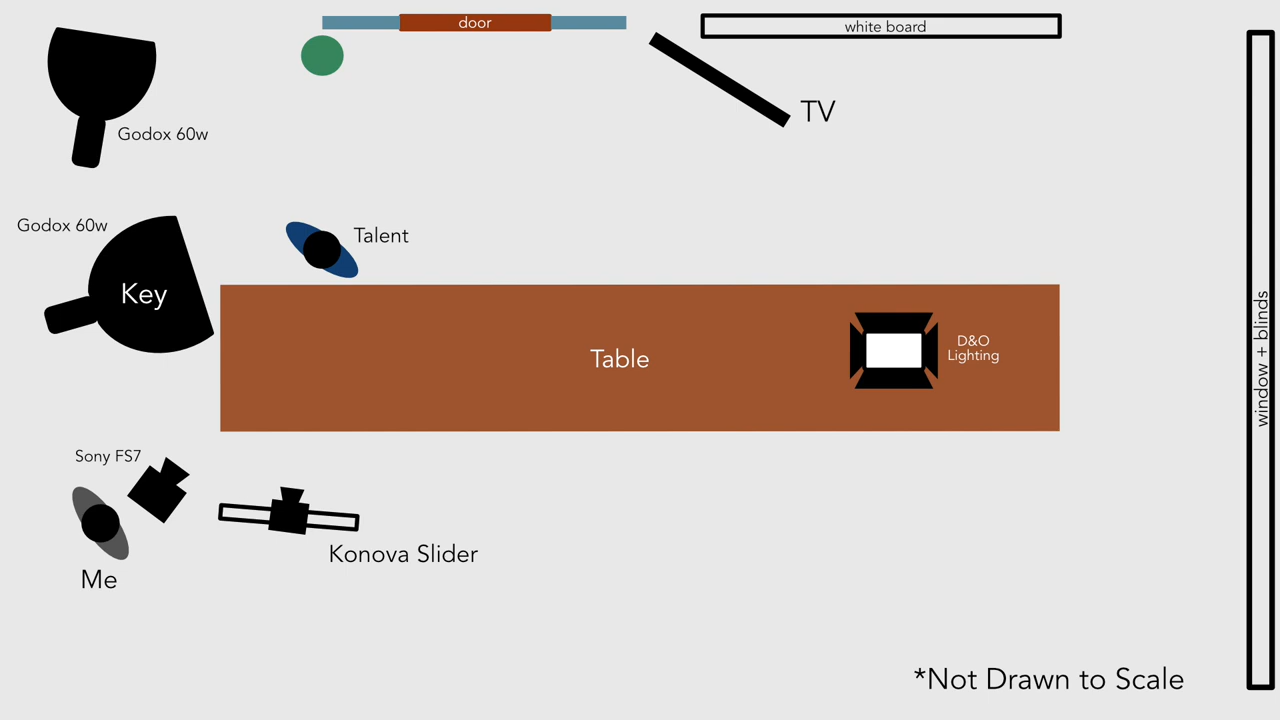 door
white board
TV
Godox 60w
Godox 60w
Talent
Key
Table
D&O
Lighting
window + blinds
Sony FS7
Konova Slider
Me
*Not Drawn to Scale